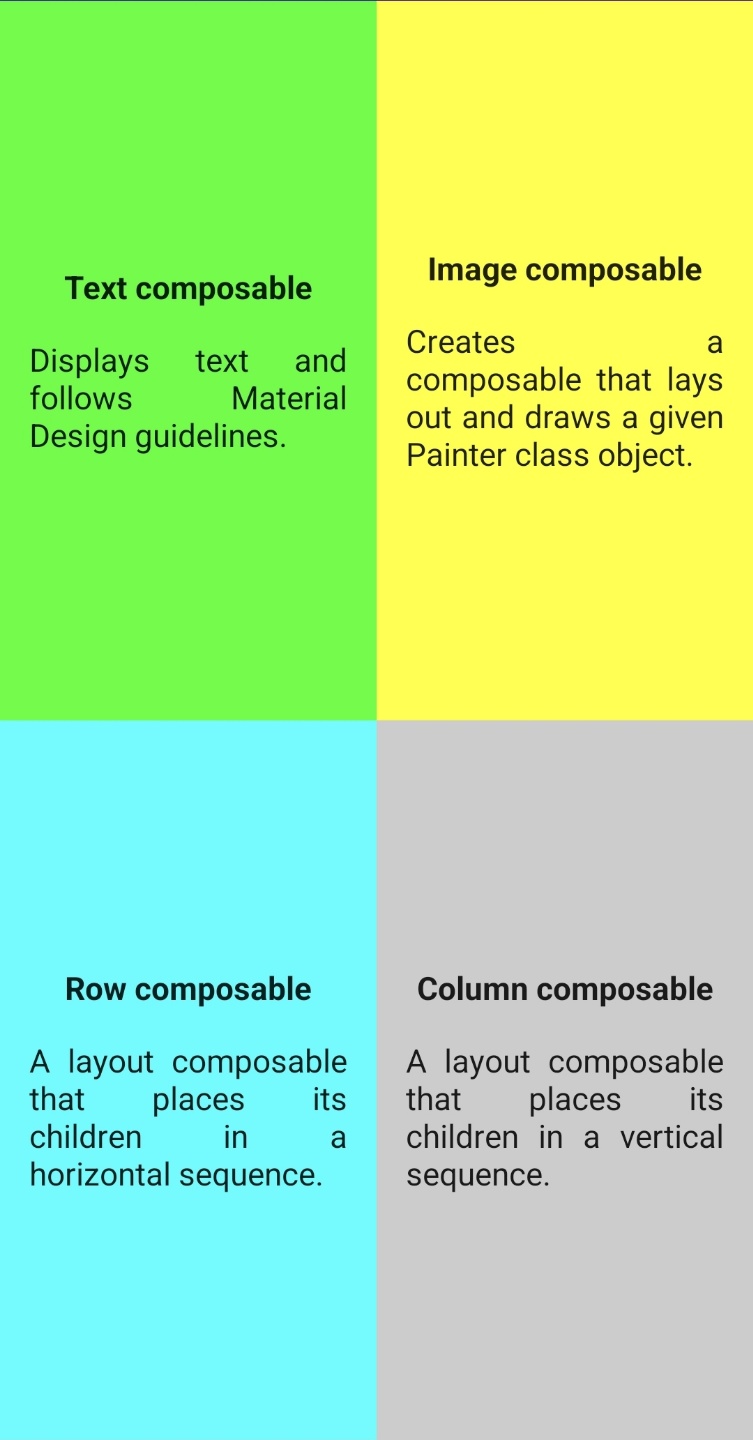 Text composable
Displays text and
follows Material
Design guidelines.
Image composable
Creates a
composable that lays
out and draws a given
Painter class object.
Row composable
A layout composable
that places its
children in a
horizontal sequence.
Column composable
A layout composable
that places its
children in a vertical
sequence.